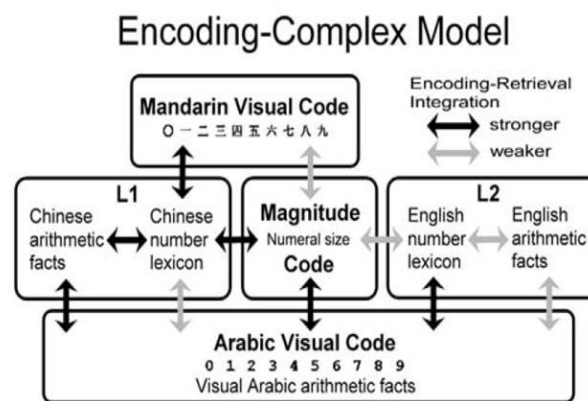 Encoding-Complex Model
Encoding-Retrieval
Integration
stronger
weaker
Mandarin Visual Code
〇 一 二 三 四 五 六 七 八 九
L1
Chinese
arithmetic
facts
Chinese
number
lexicon
Magnitude
Numeral size
Code
L2
English
number
lexicon
English
arithmetic
facts
Arabic Visual Code
0 1 2 3 4 5 6 7 8 9
Visual Arabic arithmetic facts